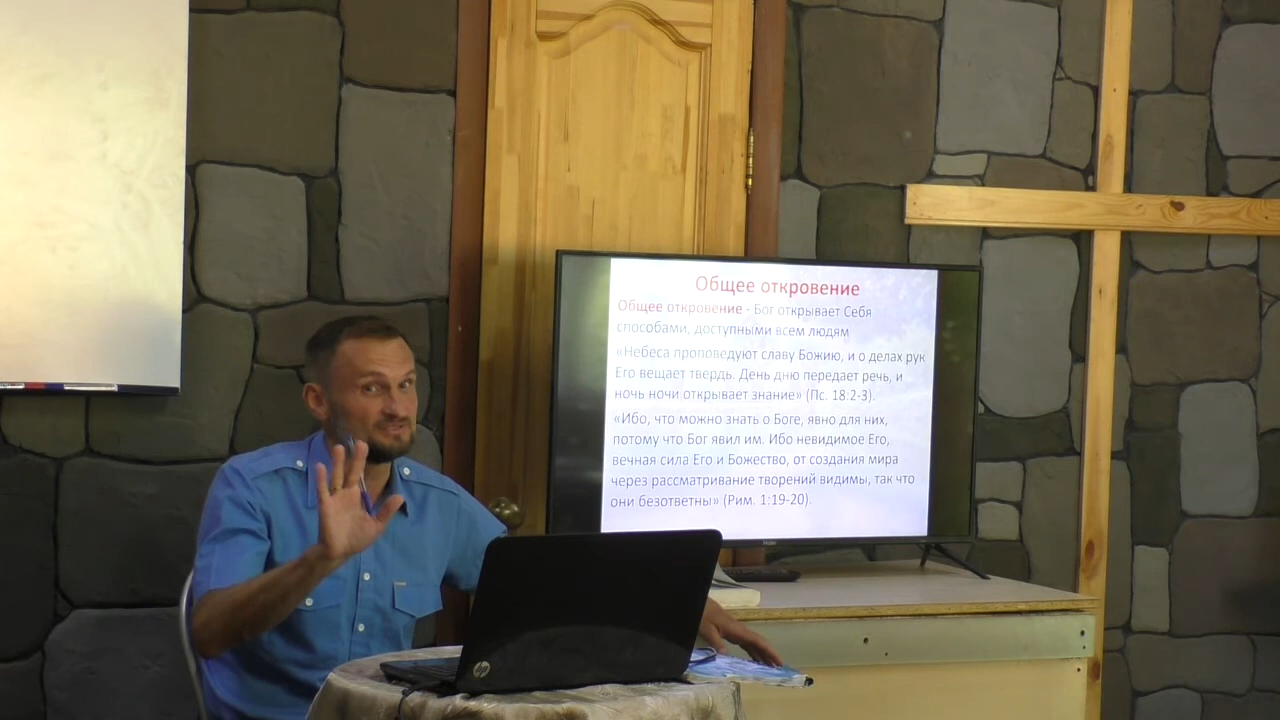 Общее откровение
Общее откровение - Бог открывает Себя
способами, доступными всем людям
«Небеса проповедуют славу Божию, и о делах рук
Его вещает твердь. День дню передает речь, и
ночь ночи открывает знание» (Пс. 18:2-3).
«Ибо, что можно знать о Боге, явно для них,
потому что Бог явил им. Ибо невидимое Его,
вечная сила Его и Божество, от создания мира
через рассматривание творений видимы, так что
они безответны» (Рим. 1:19-20).
Haier
hp